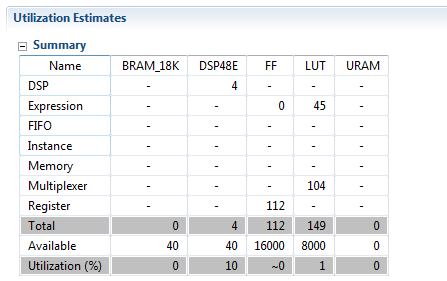 Utilization Estimates
Summary
Name BRAM_18K DSP48E FF LUT URAM
DSP - 4 - - -
Expression - - 0 45 -
FIFO - - - - -
Instance - - - - -
Memory - - - - -
Multiplexer - - - 104 -
Register - - 112 - -
Total 0 4 112 149 0
Available 40 40 16000 8000 0
Utilization (%) 0 10 ~0 1 0